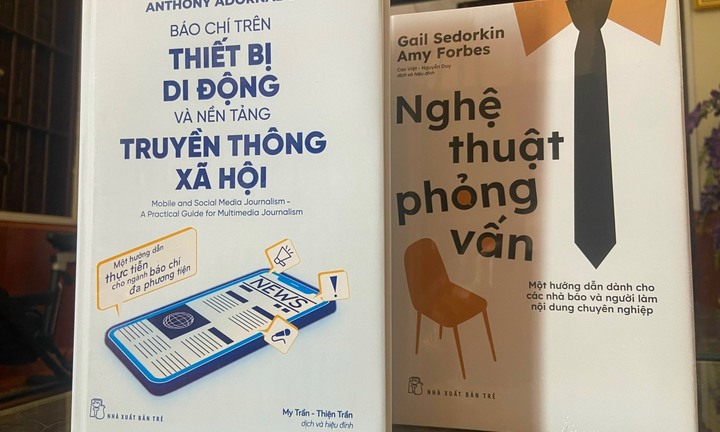 ANTHONY
BÁO CHÍ TRÊN
THIẾT BỊ
DI ĐỘNG
VÀ NỀN TẢNG
TRUYỀN THÔNG
XÃ HỘI
Mobile and Social Media Journalism -
A Practical Guide for Multimedia Journalism
Một hướng dẫn
thực tiễn
cho ngành báo chí
đa phương tiện
NEWS
NHÀ XUẤT BẢN TRẺ
My Trần - Thiện Trần
dịch và hiệu đính
Gail Sedorkin
Amy Forbes
Cao Việt - Nguyễn Duy
dịch và hiệu đính
Nghệ
thuật
phỏng
vấn
Một hướng dẫn dành cho
các nhà báo và người làm
nội dung chuyên nghiệp
NHÀ XUẤT BẢN TRẺ